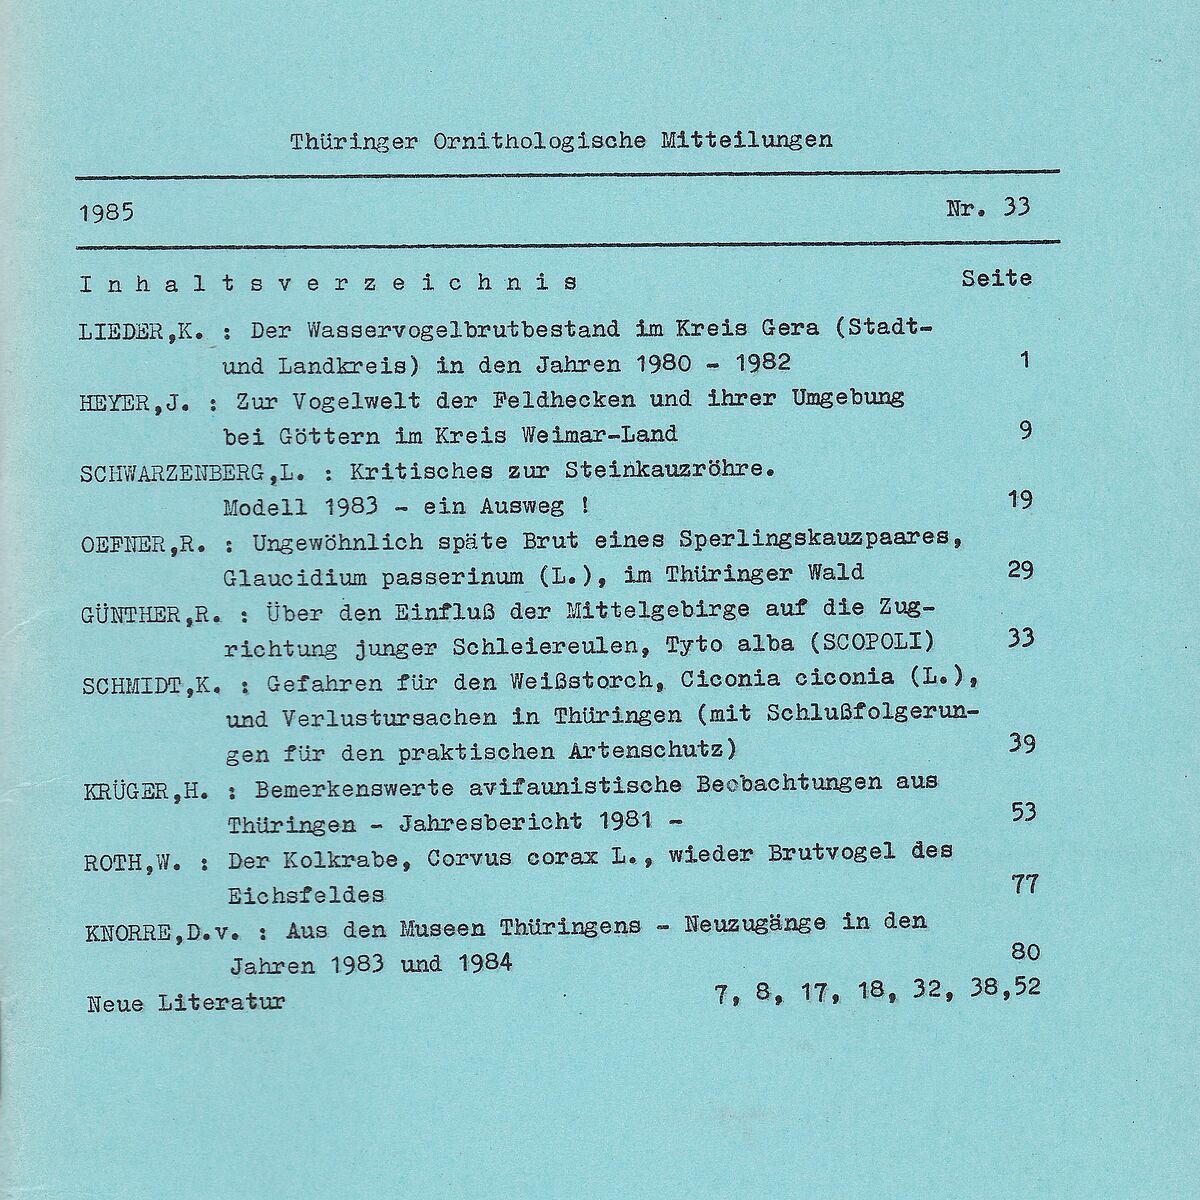 Thüringer Ornithologische Mitteilungen
1985 Nr. 33
Inhaltsverzeichnis Seite
LIEDER,K. : Der Wasservogelbrutbestand im Kreis Gera (Stadt-
und Landkreis) in den Jahren 1980 - 1982 1
HEYER,J. : Zur Vogelwelt der Feldhecken und ihrer Umgebung
bei Göttern im Kreis Weimar-Land 9
SCHWARZENBERG,L. : Kritisches zur Steinkauzröhre.
Modell 1983 - ein Ausweg ! 19
OEFNER,R. : Ungewöhnlich späte Brut eines Sperlingskauzpaares,
Glaucidium passerinum (L.), im Thüringer Wald 29
GÜNTHER,R. : Über den Einfluß der Mittelgebirge auf die Zug-
richtung junger Schleiereulen, Tyto alba (SCOPOLI) 33
SCHMIDT,K. : Gefahren für den Weißstorch, Ciconia ciconia (L.),
und Verlustursachen in Thüringen (mit Schlußfolgerun-
gen für den praktischen Artenschutz) 39
KRÜGER,H. : Bemerkenswerte avifaunistische Beobachtungen aus
Thüringen - Jahresbericht 1981 - 53
ROTH,W. : Der Kolkrabe, Corvus corax L., wieder Brutvogel des
Eichsfeldes 77
KNORRE,D.v. : Aus den Museen Thüringens - Neuzugänge in den
Jahren 1983 und 1984 80
Neue Literatur 7, 8, 17, 18, 32, 38,52